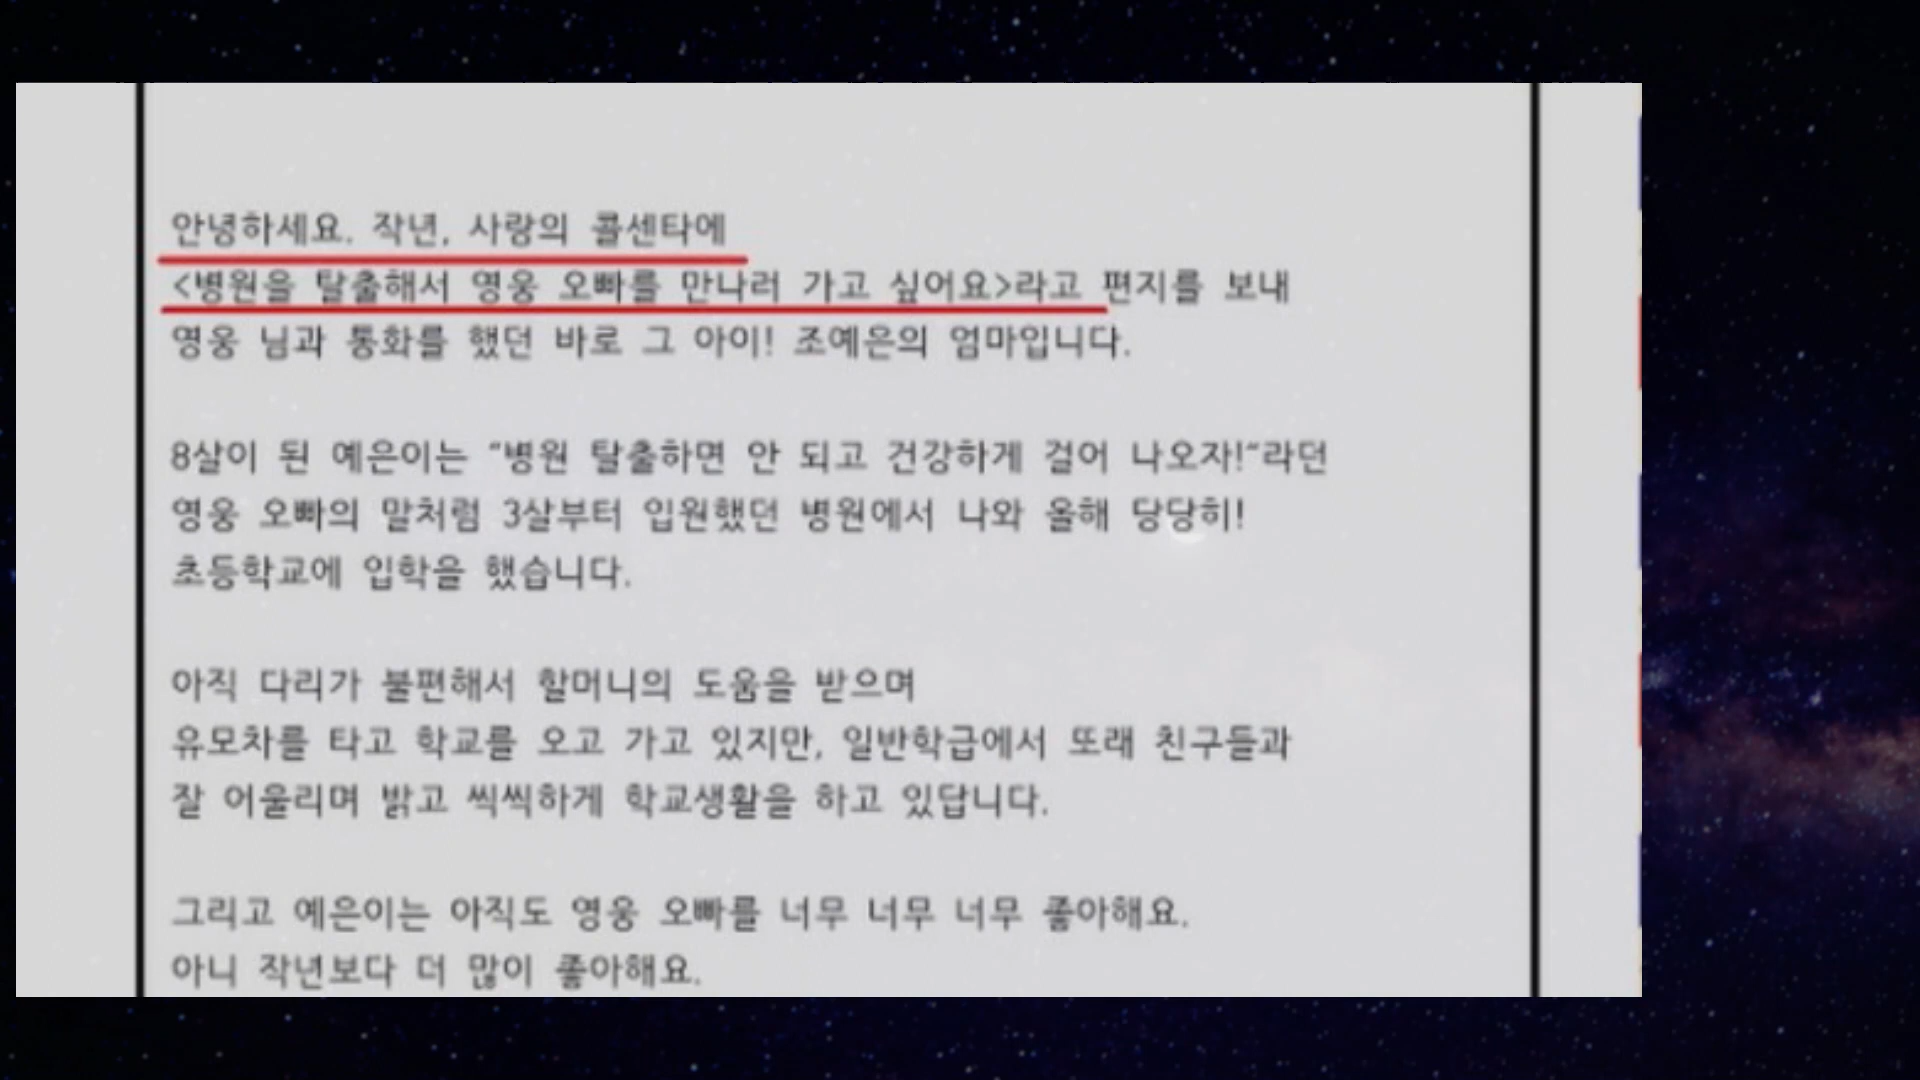 안녕하세요. 작년, 사랑의 콜센타에
<병원을 탈출해서 영웅 오빠를 만나러 가고 싶어요>라고 편지를 보내
영웅 님과 통화를 했던 바로 그 아이! 조예은의 엄마입니다.
8살이 된 예은이는 "병원 탈출하면 안 되고 건강하게 걸어 나오자!"라던
영웅 오빠의 말처럼 3살부터 입원했던 병원에서 나와 올해 당당히!
초등학교에 입학을 했습니다.
아직 다리가 불편해서 할머니의 도움을 받으며
유모차를 타고 학교를 오고 가고 있지만, 일반학급에서 또래 친구들과
잘 어울리며 밝고 씩씩하게 학교생활을 하고 있답니다.
그리고 예은이는 아직도 영웅 오빠를 너무 너무 너무 좋아해요.
아니 작년보다 더 많이 좋아해요.